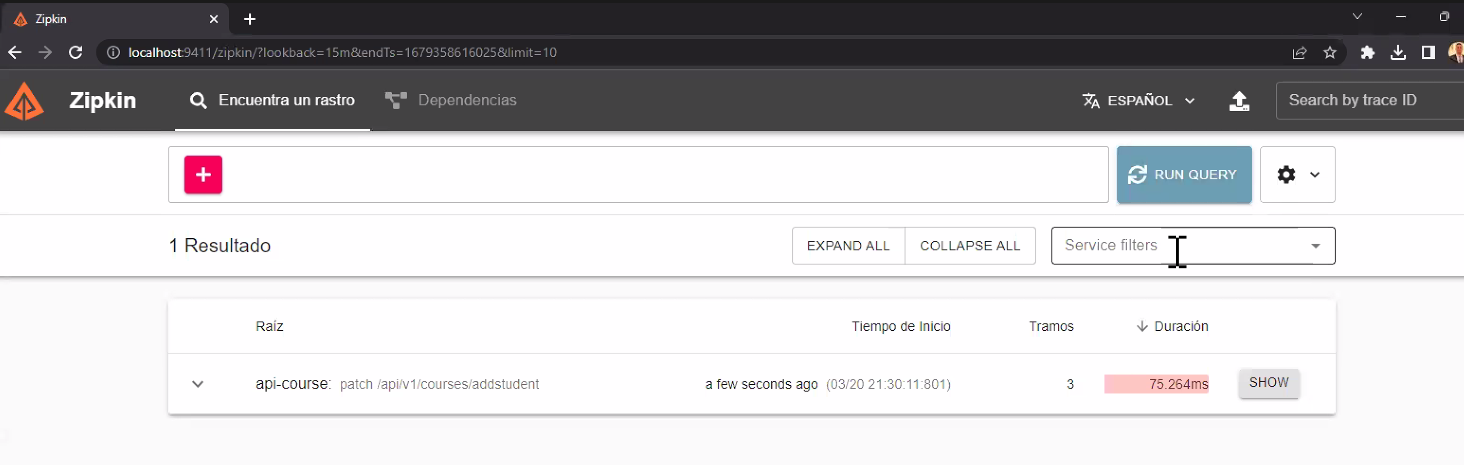 Zipkin
localhost:9411/zipkin/?lookback=15m&endTs=1679358616025&limit=10
Zipkin Encuentra un rastro Dependencias ESPAÑOL Search by trace ID
RUN QUERY
1 Resultado EXPAND ALL COLLAPSE ALL Service filters
Raíz Tiempo de Inicio Tramos Duración
api-course: patch /api/v1/courses/addstudent a few seconds ago (03/20 21:30:11:801) 3 75.264ms SHOW